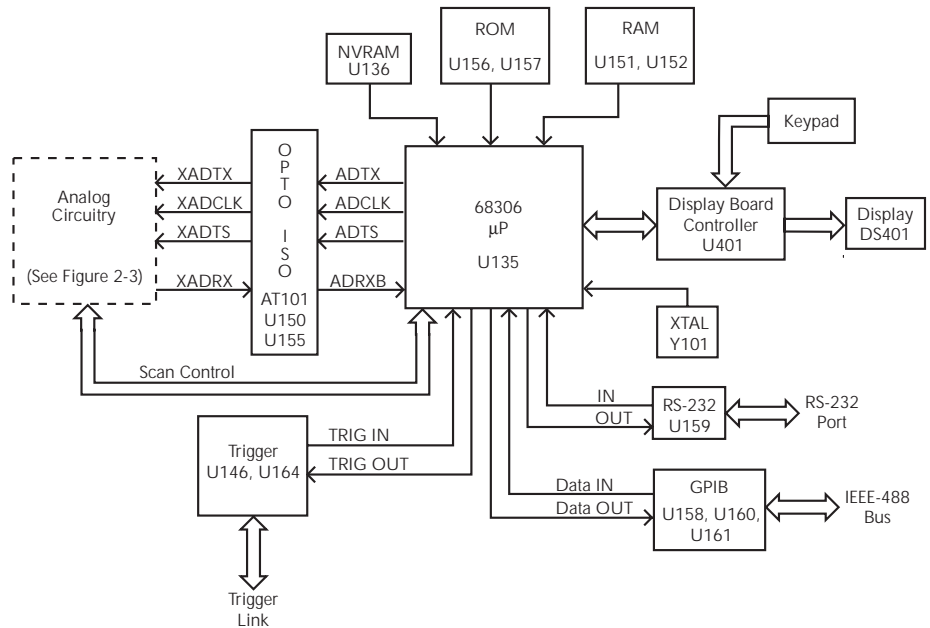 NVRAM
U136
ROM
U156, U157
RAM
U151, U152
Keypad
Analog
Circuitry
(See Figure 2-3)
XADTX
XADCLK
XADTS
XADRX
O
P
T
O
I
S
O
AT101
U150
U155
ADTX
ADCLK
ADTS
ADRXB
68306
µP
U135
Display Board
Controller
U401
Display
DS401
XTAL
Y101
Scan Control
IN
OUT
RS-232
U159
RS-232
Port
Trigger
U146, U164
TRIG IN
TRIG OUT
Data IN
Data OUT
GPIB
U158, U160,
U161
IEEE-488
Bus
Trigger
Link